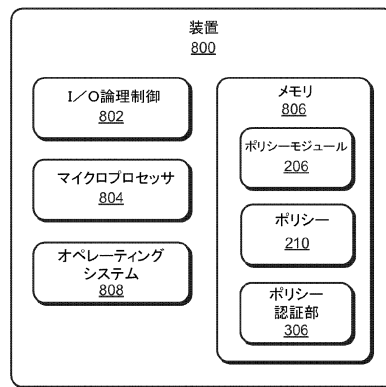 装置
800
I/O論理制御
802
マイクロプロセッサ
804
オペレーティング
システム
808
メモリ
806
ポリシーモジュール
206
ポリシー
210
ポリシー
認証部
306